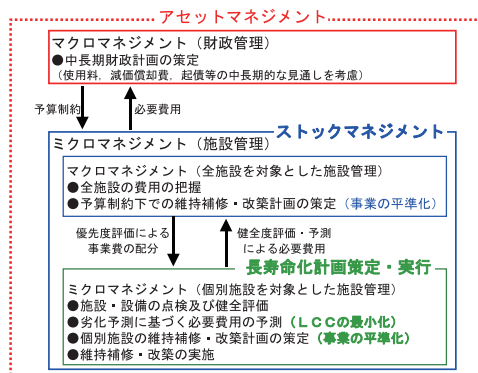 アセットマネジメント
マクロマネジメント（財政管理）
●中長期財政計画の策定
（使用料，減価償却費，起債等の中長期的な見通しを考慮）
予算制約
必要費用
ストックマネジメント
ミクロマネジメント（施設管理）
マクロマネジメント（全施設を対象とした施設管理）
●全施設の費用の把握
●予算制約下での維持補修・改築計画の策定（事業の平準化）
優先度評価による
事業費の配分
健全度評価・予測
による必要費用
長寿命化計画策定・実行
ミクロマネジメント（個別施設を対象とした施設管理）
●施設・設備の点検及び健全評価
●劣化予測に基づく必要費用の予測（ＬＣＣの最小化）
●個別施設の維持補修・改築計画の策定（事業の平準化）
●維持補修・改築の実施